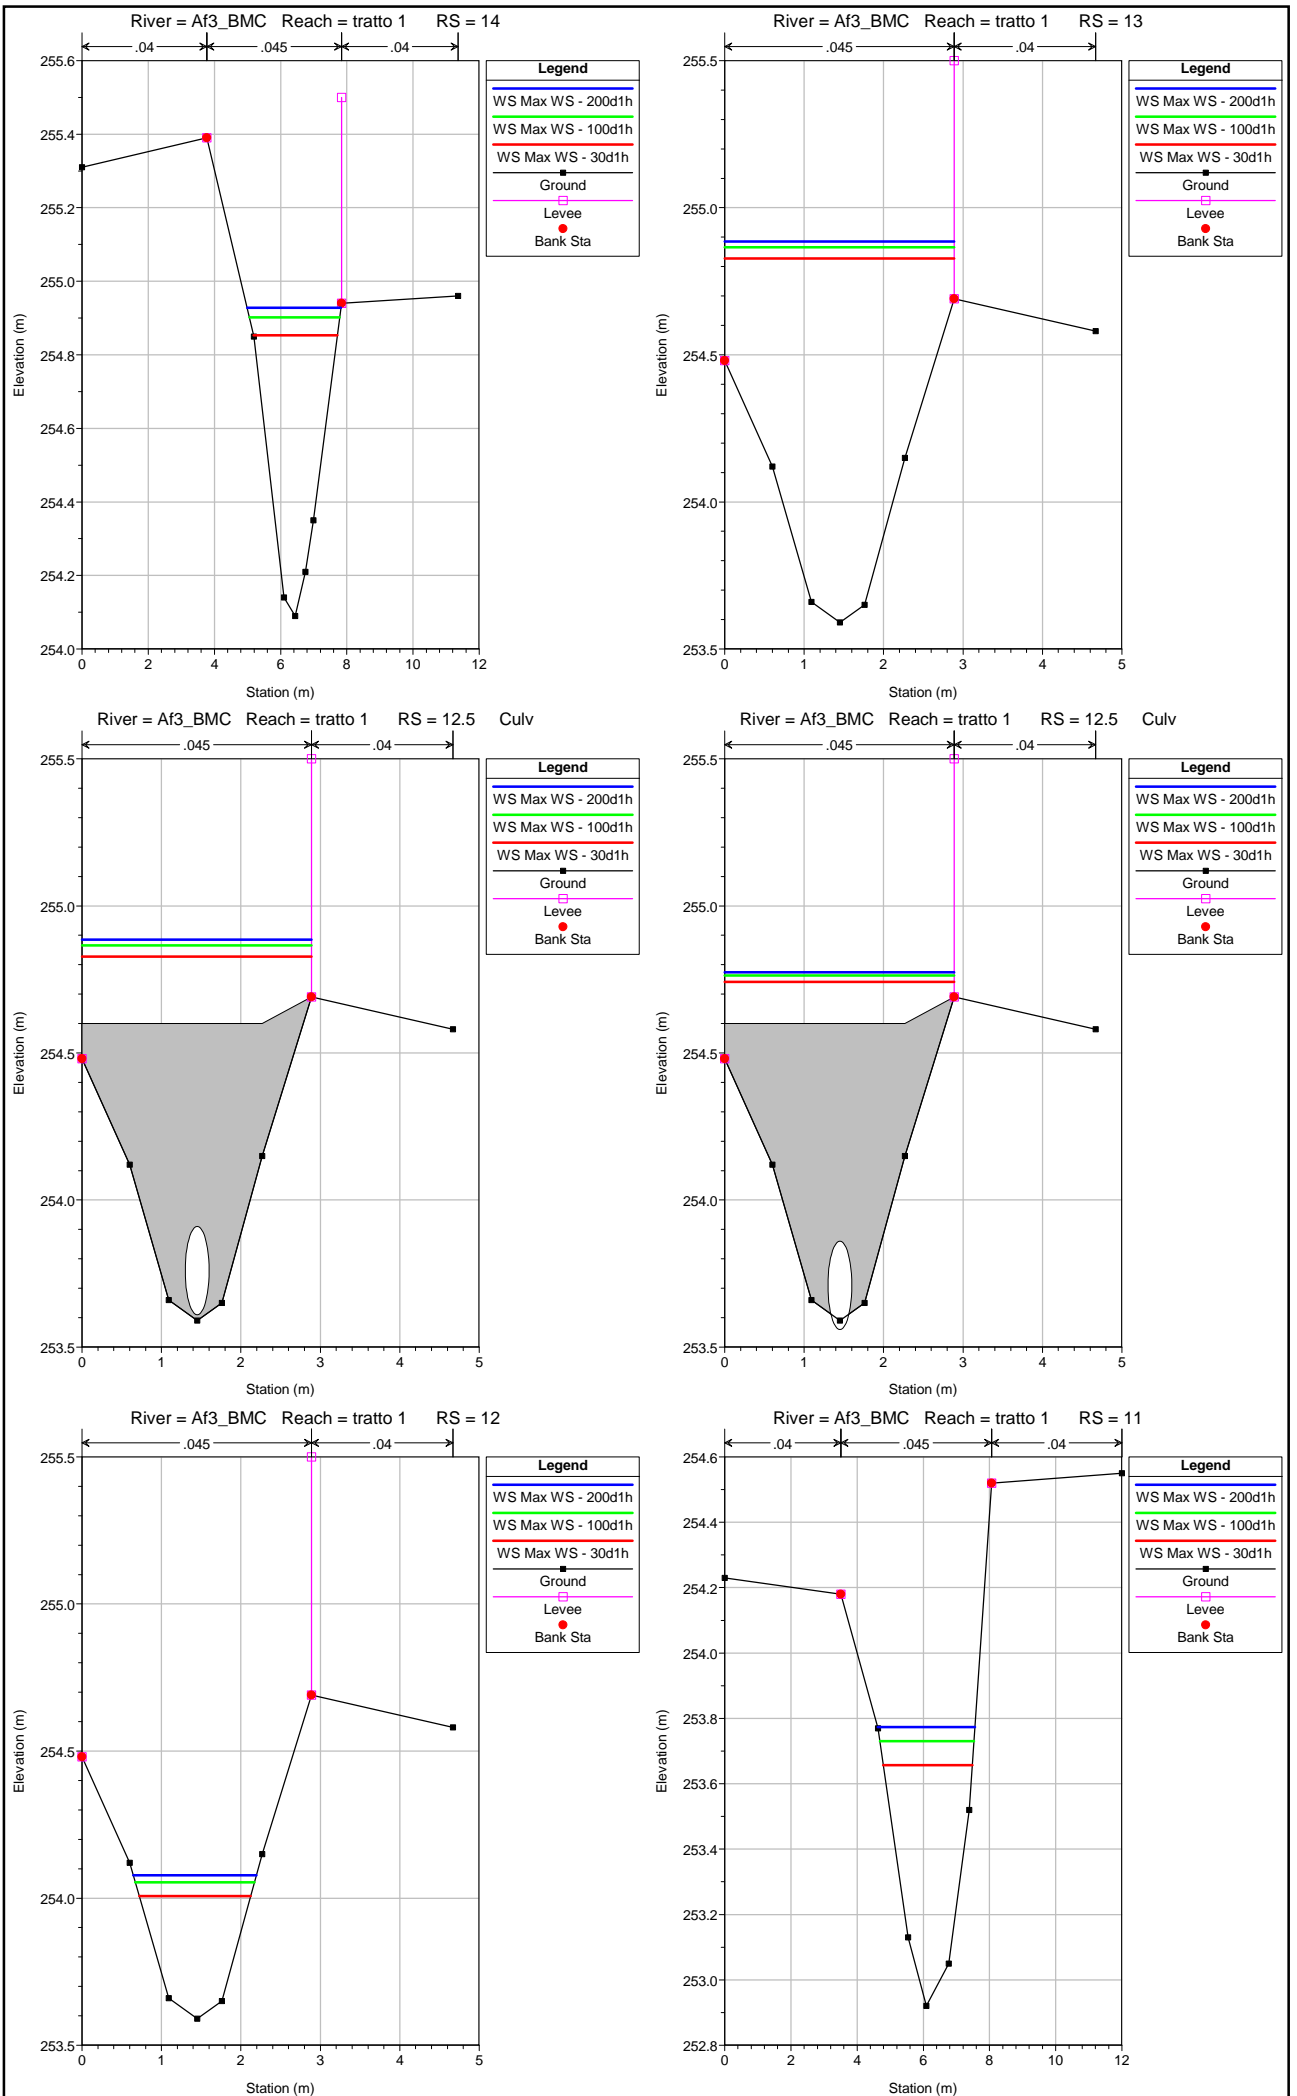 River = Af3_BMC Reach = tratto 1 RS = 14
.04 .045 .04
255.6
255.4
255.2
255.0
254.8
254.6
254.4
254.2
254.0
Elevation (m)
0 2 4 6 8 10 12
Station (m)
Legend
WS Max WS - 200d1h
WS Max WS - 100d1h
WS Max WS - 30d1h
Ground
Levee
Bank Sta
River = Af3_BMC Reach = tratto 1 RS = 13
.045 .04
255.5
255.0
254.5
254.0
253.5
Elevation (m)
0 1 2 3 4 5
Station (m)
Legend
WS Max WS - 200d1h
WS Max WS - 100d1h
WS Max WS - 30d1h
Ground
Levee
Bank Sta
River = Af3_BMC Reach = tratto 1 RS = 12.5 Culv
.045 .04
255.5
255.0
254.5
254.0
253.5
Elevation (m)
0 1 2 3 4 5
Station (m)
Legend
WS Max WS - 200d1h
WS Max WS - 100d1h
WS Max WS - 30d1h
Ground
Levee
Bank Sta
River = Af3_BMC Reach = tratto 1 RS = 12.5 Culv
.045 .04
255.5
255.0
254.5
254.0
253.5
Elevation (m)
0 1 2 3 4 5
Station (m)
Legend
WS Max WS - 200d1h
WS Max WS - 100d1h
WS Max WS - 30d1h
Ground
Levee
Bank Sta
River = Af3_BMC Reach = tratto 1 RS = 12
.045 .04
255.5
255.0
254.5
254.0
253.5
Elevation (m)
0 1 2 3 4 5
Station (m)
Legend
WS Max WS - 200d1h
WS Max WS - 100d1h
WS Max WS - 30d1h
Ground
Levee
Bank Sta
River = Af3_BMC Reach = tratto 1 RS = 11
.04 .045 .04
254.6
254.4
254.2
254.0
253.8
253.6
253.4
253.2
253.0
252.8
Elevation (m)
0 2 4 6 8 10 12
Station (m)
Legend
WS Max WS - 200d1h
WS Max WS - 100d1h
WS Max WS - 30d1h
Ground
Levee
Bank Sta